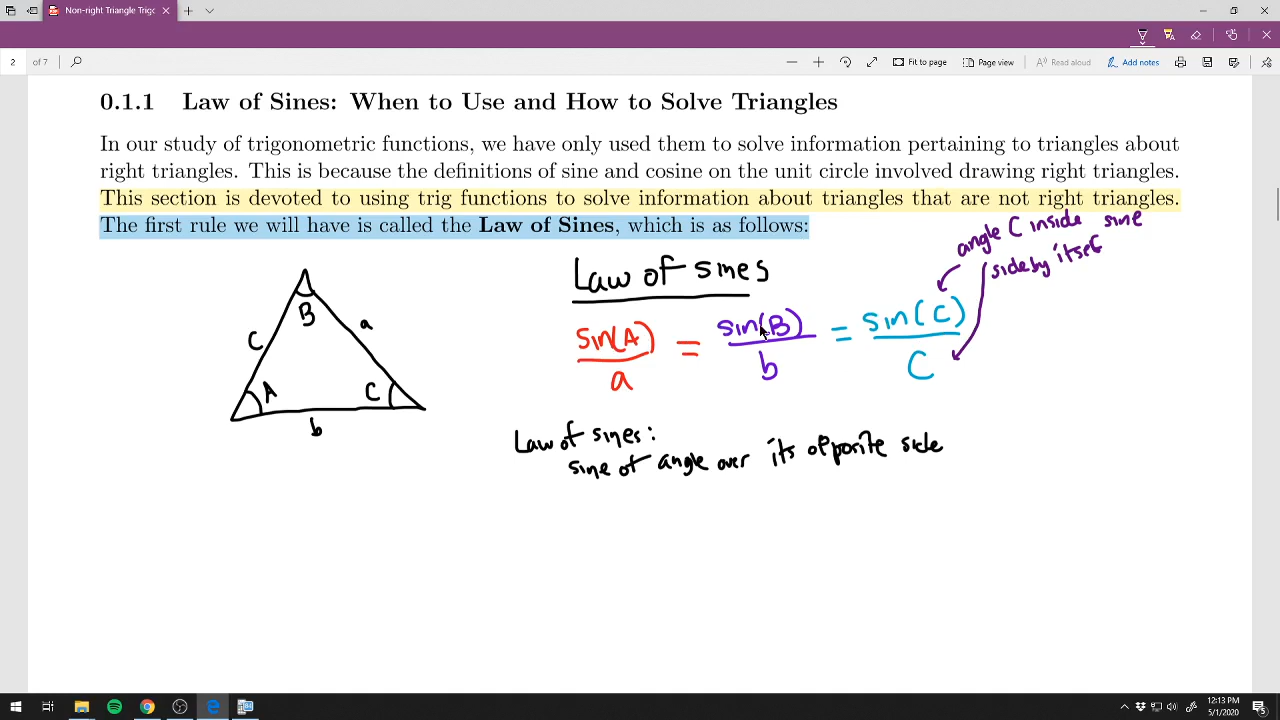 Non-right Triangle Trig
2 of 7
Fit to page
Page view
Read aloud
Add notes
0.1.1 Law of Sines: When to Use and How to Solve Triangles
In our study of trigonometric functions, we have only used them to solve information pertaining to triangles about
right triangles. This is because the definitions of sine and cosine on the unit circle involved drawing right triangles.
This section is devoted to using trig functions to solve information about triangles that are not right triangles.
The first rule we will have is called the Law of Sines, which is as follows:
angle C inside sine
side by itself
Law of sines
B
c
a
A
C
b
sin(A)/a = sin(B)/b = sin(C)/C
Law of sines:
sine of angle over its opposite side
12:13 PM
5/1/2020